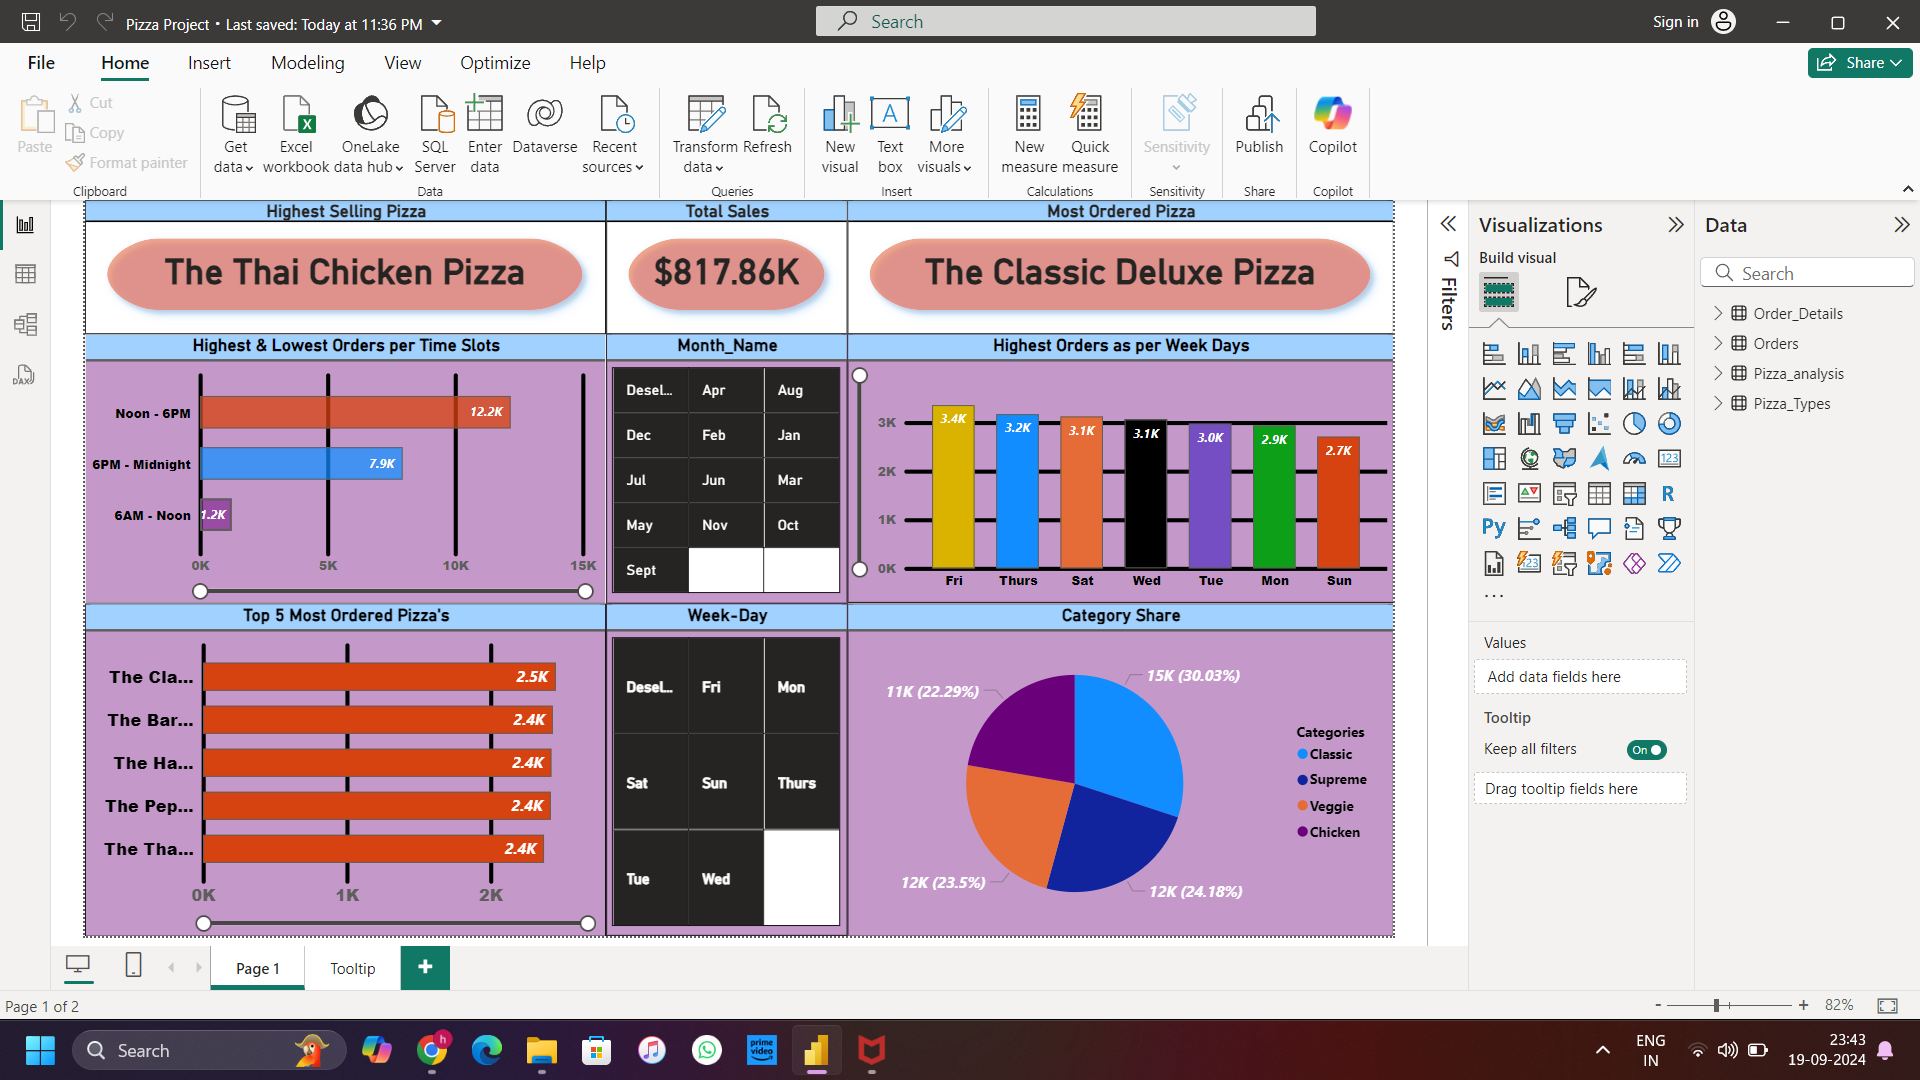 Pizza Project • Last saved: Today at 11:36 PM
Search
Sign in
File
Home
Insert
Modeling
View
Optimize
Help
Share
Paste
Cut
Copy
Format painter
Clipboard
Get data
Excel workbook
OneLake data hub
SQL Server
Enter data
Dataverse
Recent sources
Data
Transform data
Refresh
Queries
New visual
Text box
More visuals
Insert
New measure
Quick measure
Calculations
Sensitivity
Sensitivity
Publish
Share
Copilot
Copilot
Highest Selling Pizza
The Thai Chicken Pizza
Total Sales
$817.86K
Most Ordered Pizza
The Classic Deluxe Pizza
Highest & Lowest Orders per Time Slots
Noon - 6PM
12.2K
6PM - Midnight
7.9K
6AM - Noon
1.2K
0K 5K 10K 15K
Month_Name
Desel... Apr Aug
Dec Feb Jan
Jul Jun Mar
May Nov Oct
Sept
Highest Orders as per Week Days
3K
2K
1K
0K
3.4K 3.2K 3.1K 3.1K 3.0K 2.9K 2.7K
Fri Thurs Sat Wed Tue Mon Sun
Top 5 Most Ordered Pizza's
The Cla... 2.5K
The Bar... 2.4K
The Ha... 2.4K
The Pep... 2.4K
The Tha... 2.4K
0K 1K 2K
Week-Day
Desel... Fri Mon
Sat Sun Thurs
Tue Wed
Category Share
15K (30.03%)
11K (22.29%)
12K (23.5%)
12K (24.18%)
Categories
Classic
Supreme
Veggie
Chicken
Filters
Visualizations
Build visual
123
R
Py
123
...
Values
Add data fields here
Tooltip
Keep all filters
On
Drag tooltip fields here
Data
Search
Order_Details
Orders
Pizza_analysis
Pizza_Types
DAX
Page 1
Tooltip
+
Page 1 of 2
- + 82%
Search
h
prime video
ENG
IN
23:43
19-09-2024